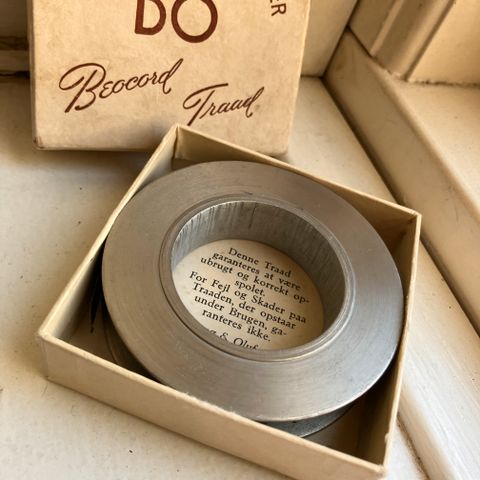 DO
Beocord
Traad
Denne Traad
garanteres at være
ubrugt og korrekt op-
spolet.
For Fejl og Skader paa
Traaden, der opstaar
under Brugen, ga-
ranteres ikke.
& Oluf